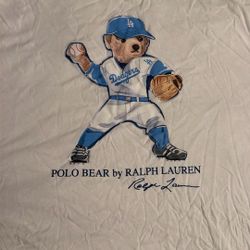 LA
Dodgers
POLO BEAR by RALPH LAUREN
Ralph Lauren